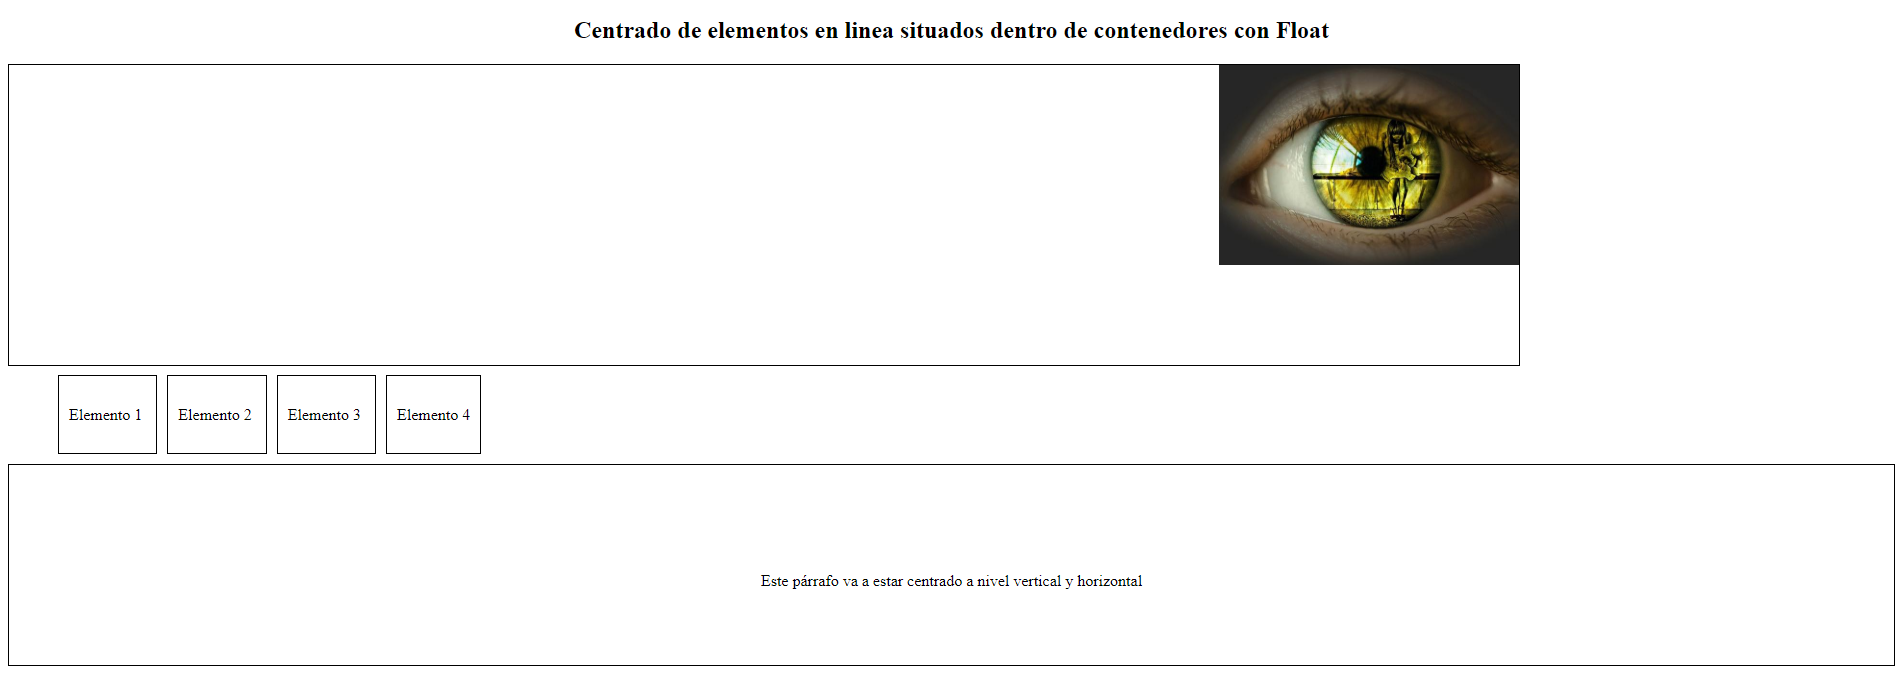 Centrado de elementos en linea situados dentro de contenedores con Float
Elemento 1
Elemento 2
Elemento 3
Elemento 4
Este párrafo va a estar centrado a nivel vertical y horizontal